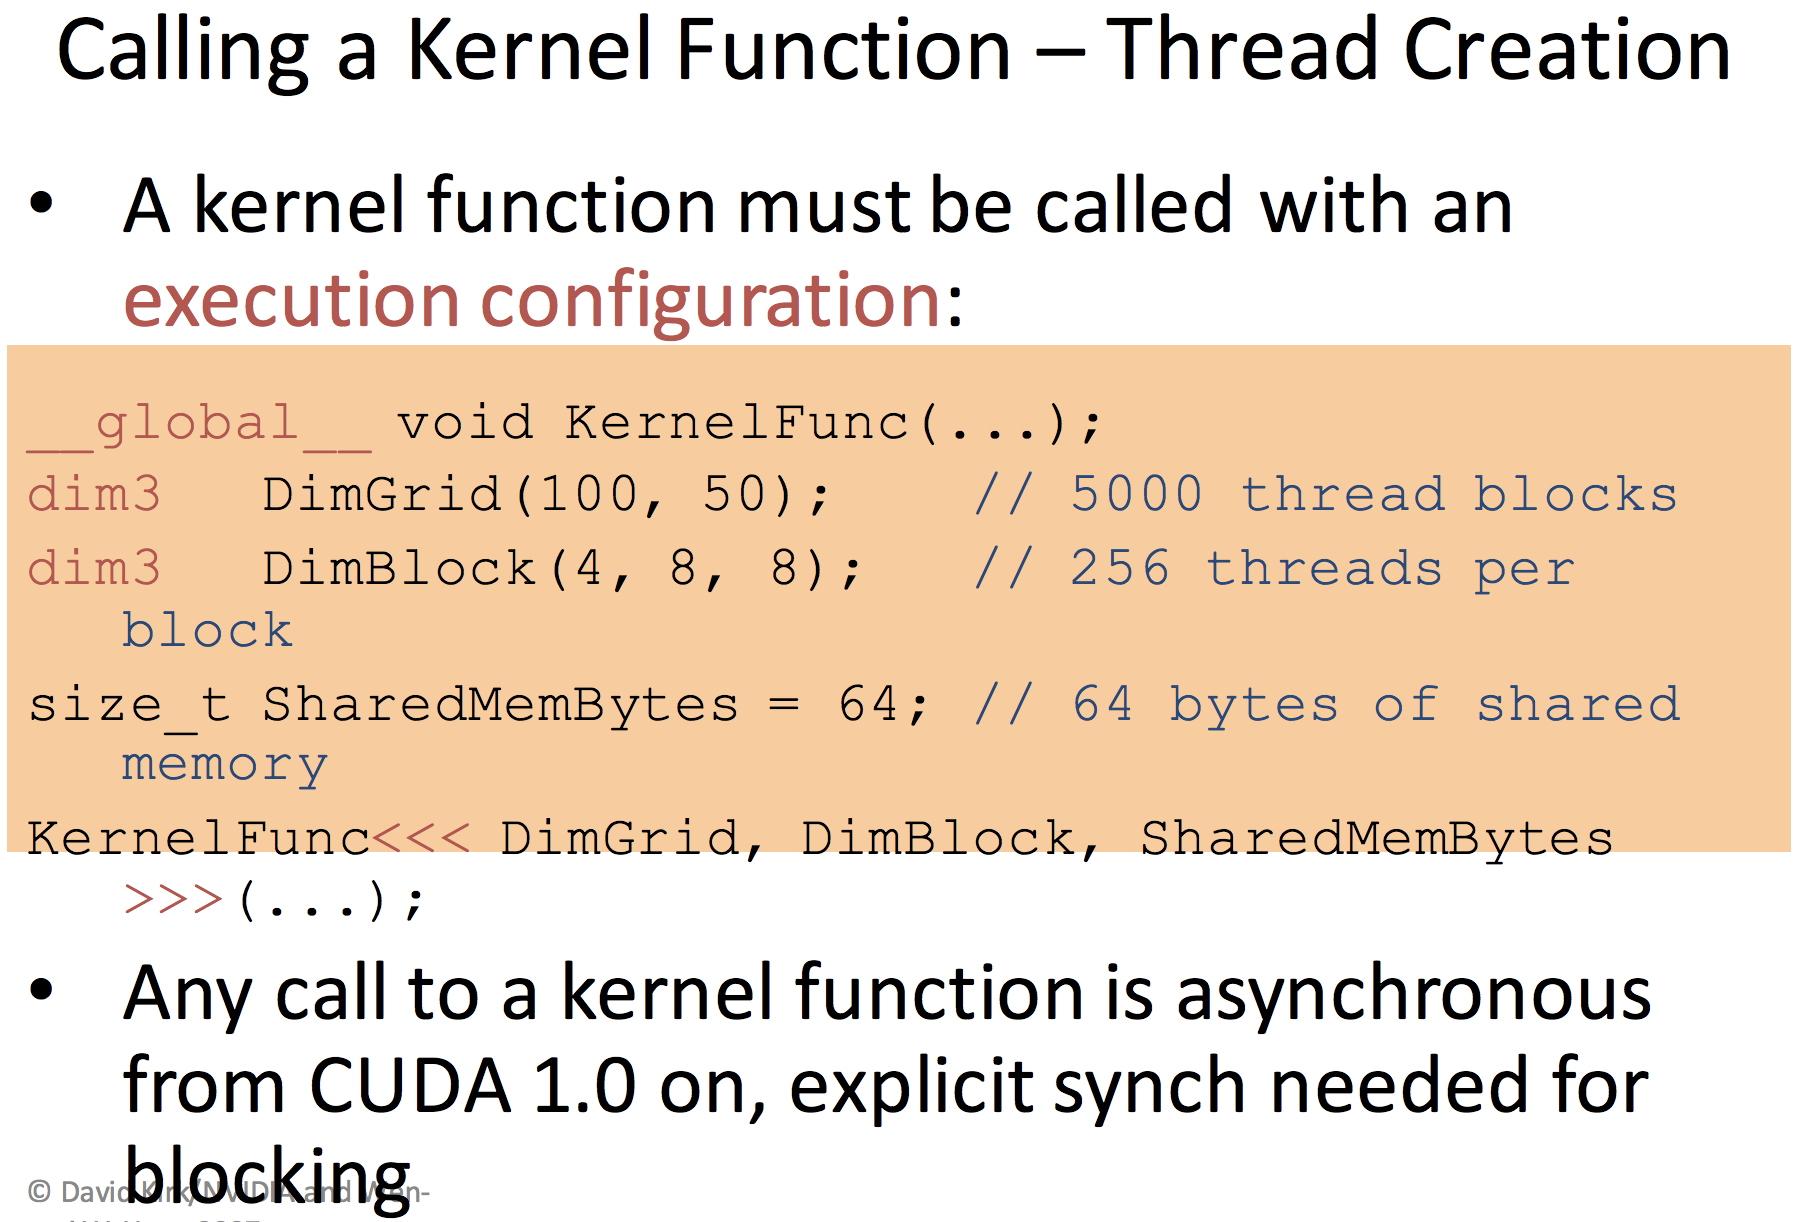 Calling a Kernel Function – Thread Creation
• A kernel function must be called with an
execution configuration:
__global__ void KernelFunc(...);
dim3 DimGrid(100, 50); // 5000 thread blocks
dim3 DimBlock(4, 8, 8); // 256 threads per
block
size_t SharedMemBytes = 64; // 64 bytes of shared
memory
KernelFunc<<< DimGrid, DimBlock, SharedMemBytes
>>>(...);
• Any call to a kernel function is asynchronous
from CUDA 1.0 on, explicit synch needed for
blocking
© David Kirk/NVIDIA and Wen-